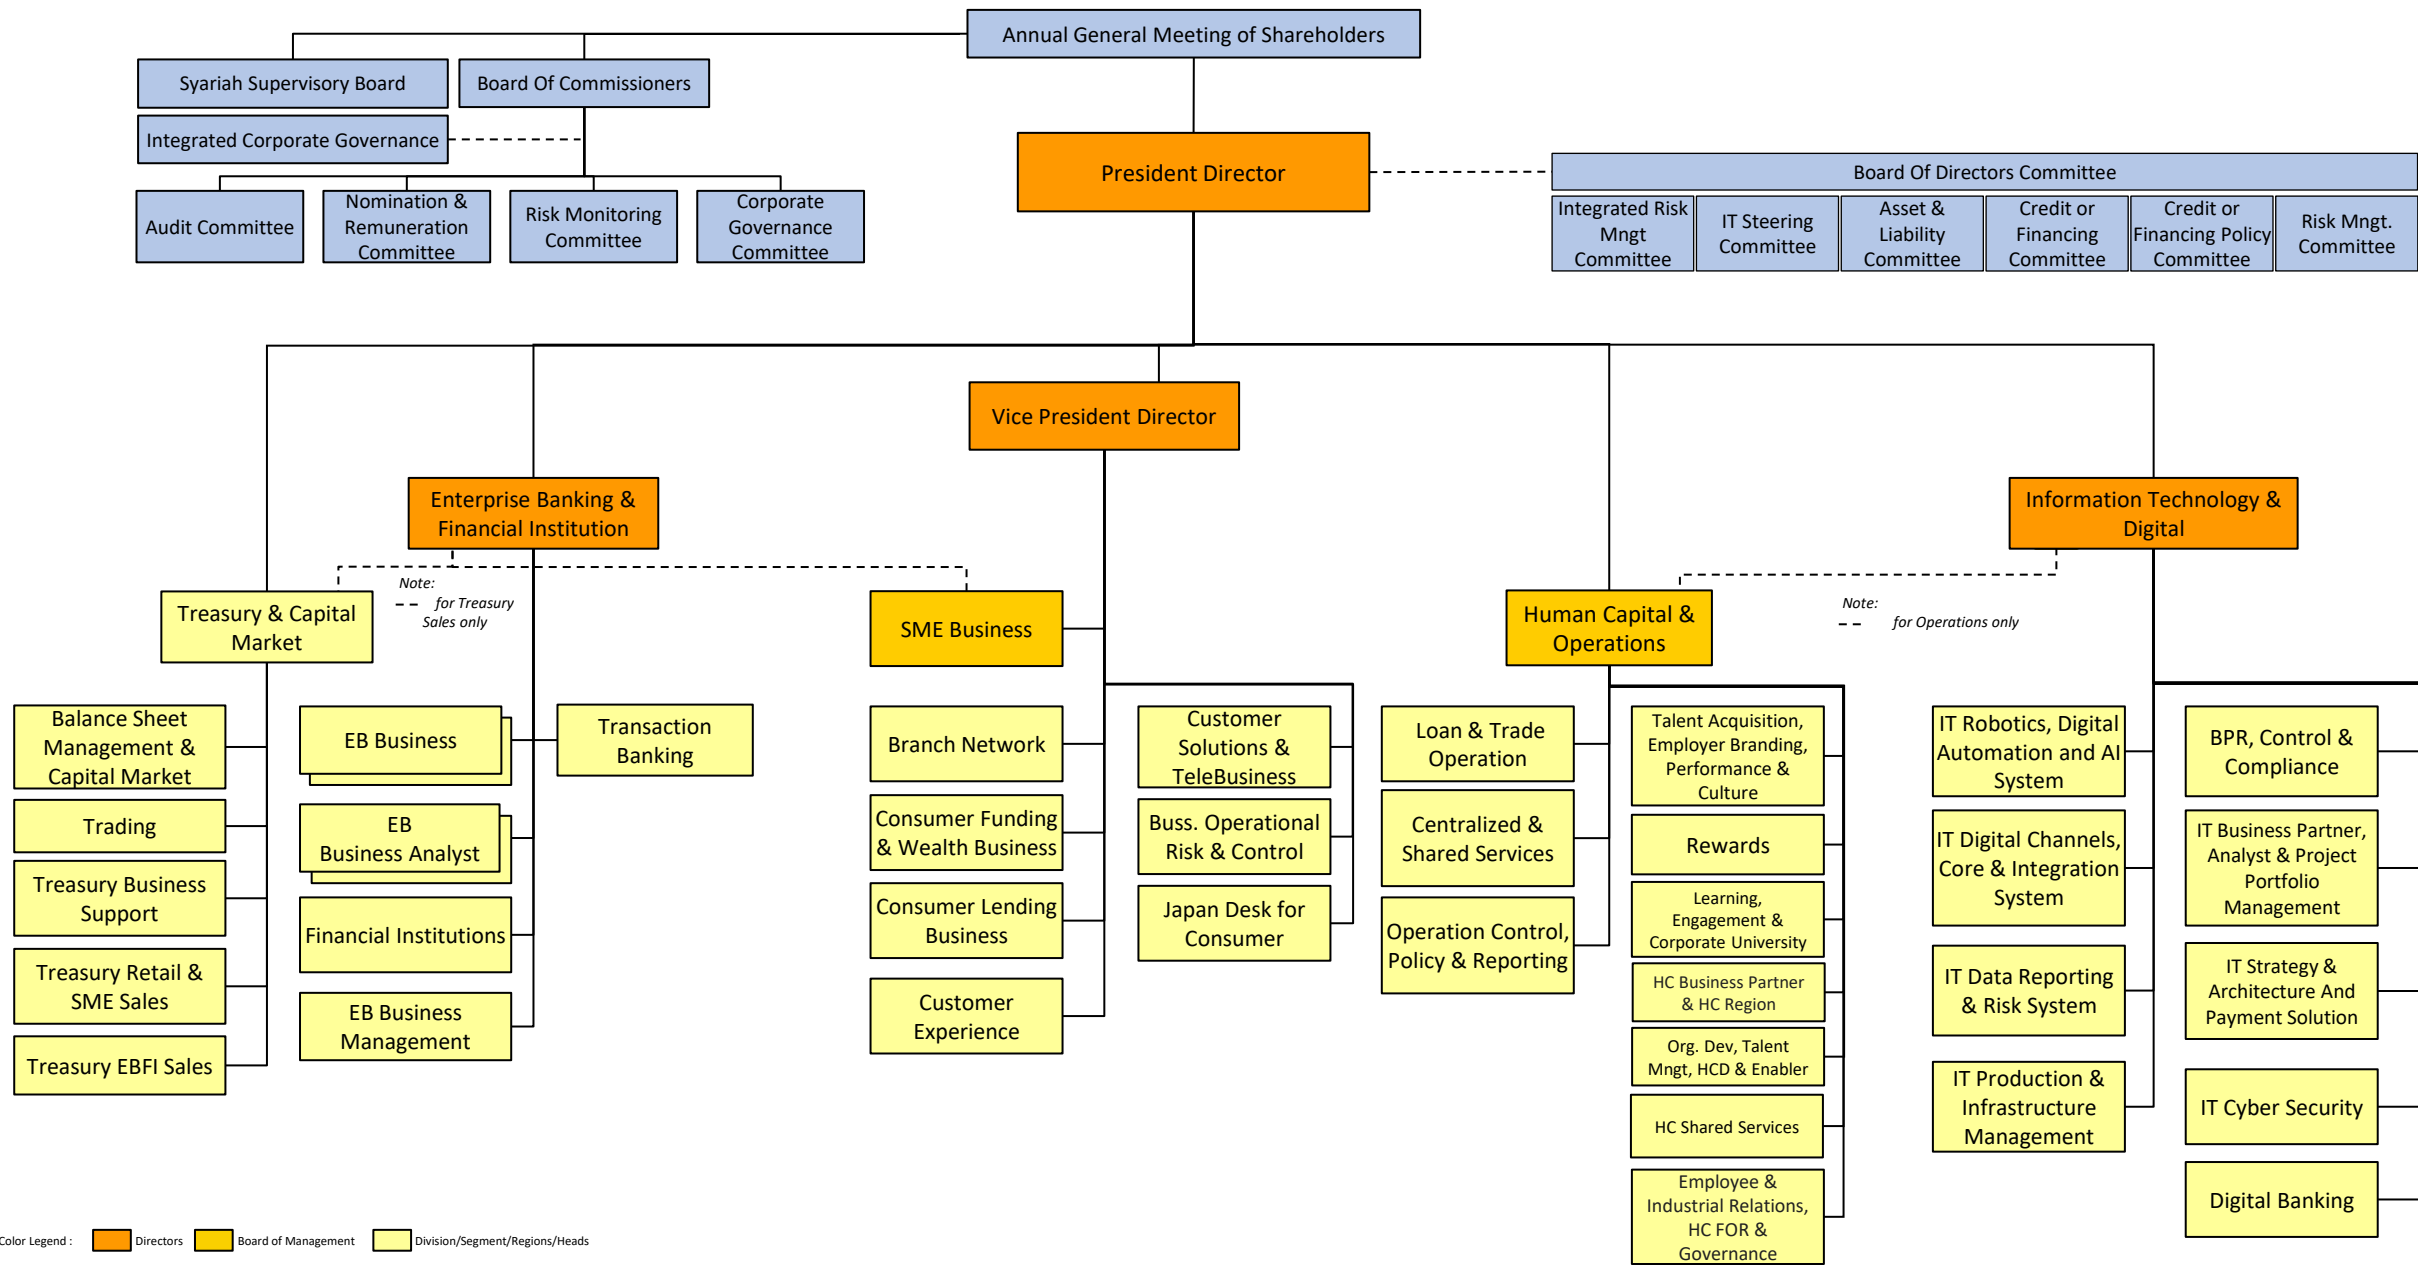 Annual General Meeting of Shareholders
Syariah Supervisory Board
Board Of Commissioners
Integrated Corporate Governance
President Director
Board Of Directors Committee
Audit Committee
Nomination &
Remuneration
Committee
Risk Monitoring
Committee
Corporate
Governance
Committee
Integrated Risk
Mngt
Committee
IT Steering
Committee
Asset &
Liability
Committee
Credit or
Financing
Committee
Credit or
Financing Policy
Committee
Risk Mngt.
Committee
Vice President Director
Enterprise Banking &
Financial Institution
Information Technology &
Digital
Note:
for Treasury
Sales only
Treasury & Capital
Market
SME Business
Human Capital &
Operations
Note:
for Operations only
Balance Sheet
Management &
Capital Market
Trading
Treasury Business
Support
Treasury Retail &
SME Sales
Treasury EBFI Sales
EB Business
EB
Business Analyst
Financial Institutions
EB Business
Management
Transaction
Banking
Branch Network
Consumer Funding
& Wealth Business
Consumer Lending
Business
Customer
Experience
Customer
Solutions &
TeleBusiness
Buss. Operational
Risk & Control
Japan Desk for
Consumer
Loan & Trade
Operation
Centralized &
Shared Services
Operation Control,
Policy & Reporting
Talent Acquisition,
Employer Branding,
Performance &
Culture
Rewards
Learning,
Engagement &
Corporate University
HC Business Partner
& HC Region
Org. Dev, Talent
Mngt, HCD & Enabler
HC Shared Services
Employee &
Industrial Relations,
HC FOR &
Governance
IT Robotics, Digital
Automation and AI
System
IT Digital Channels,
Core & Integration
System
IT Data Reporting
& Risk System
IT Production &
Infrastructure
Management
BPR, Control &
Compliance
IT Business Partner,
Analyst & Project
Portfolio
Management
IT Strategy &
Architecture And
Payment Solution
IT Cyber Security
Digital Banking
Color Legend :
Directors
Board of Management
Division/Segment/Regions/Heads